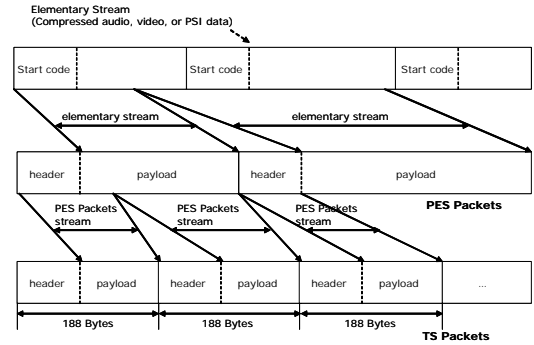 Elementary Stream
(Compressed audio, video, or PSI data)
Start code
Start code
Start code
elementary stream
elementary stream
header
payload
header
payload
PES Packets
PES Packets
stream
PES Packets
stream
PES Packets
stream
header
payload
header
payload
header
payload
...
188 Bytes
188 Bytes
188 Bytes
TS Packets